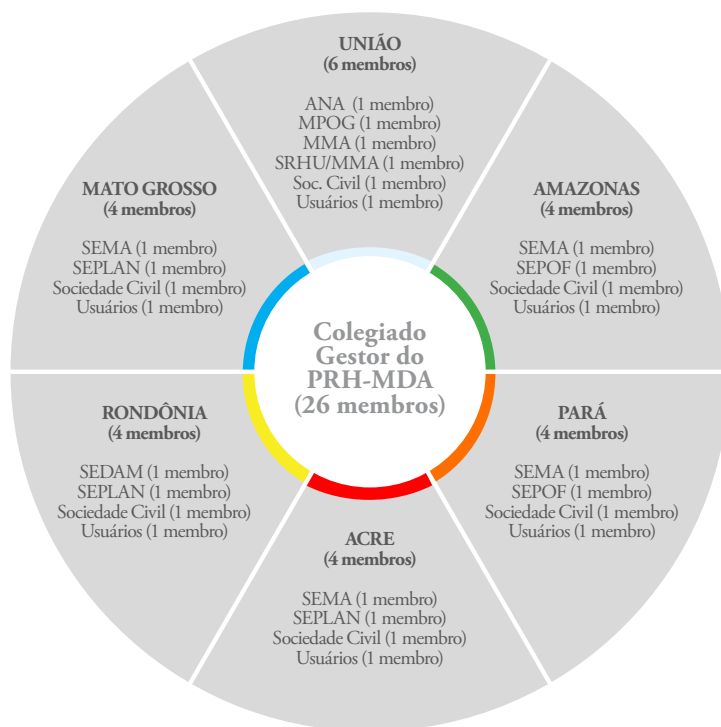 UNIÃO
(6 membros)
ANA (1 membro)
MPOG (1 membro)
MMA (1 membro)
SRHU/MMA (1 membro)
Soc. Civil (1 membro)
Usuários (1 membro)
MATO GROSSO
(4 membros)
SEMA (1 membro)
SEPLAN (1 membro)
Sociedade Civil (1 membro)
Usuários (1 membro)
AMAZONAS
(4 membros)
SEMA (1 membro)
SEPOF (1 membro)
Sociedade Civil (1 membro)
Usuários (1 membro)
Colegiado
Gestor do
PRH-MDA
(26 membros)
RONDÔNIA
(4 membros)
SEDAM (1 membro)
SEPLAN (1 membro)
Sociedade Civil (1 membro)
Usuários (1 membro)
PARÁ
(4 membros)
SEMA (1 membro)
SEPOF (1 membro)
Sociedade Civil (1 membro)
Usuários (1 membro)
ACRE
(4 membros)
SEMA (1 membro)
SEPLAN (1 membro)
Sociedade Civil (1 membro)
Usuários (1 membro)